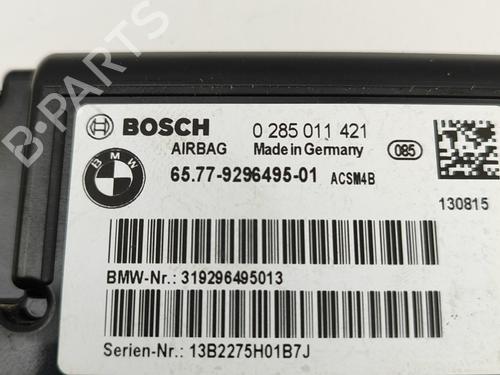 BOSCH 0 285 011 421
AIRBAG Made in Germany 085
BMW 65.77-9296495-01 ACSM4B
130815
BMW-Nr.: 319296495013
Serien-Nr.: 13B2275H01B7J
B-PARTS